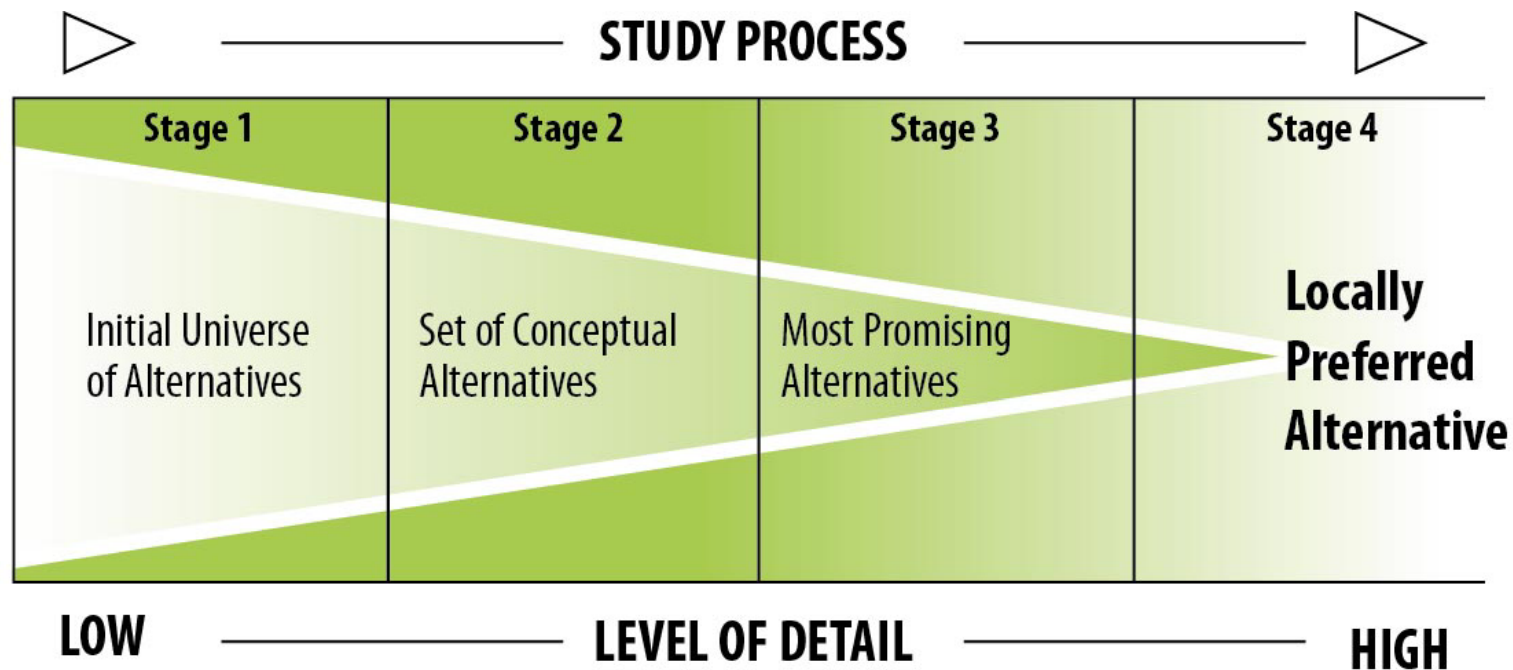 STUDY PROCESS
Stage 1
Stage 2
Stage 3
Stage 4
Initial Universe
of Alternatives
Set of Conceptual
Alternatives
Most Promising
Alternatives
Locally
Preferred
Alternative
LOW
LEVEL OF DETAIL
HIGH